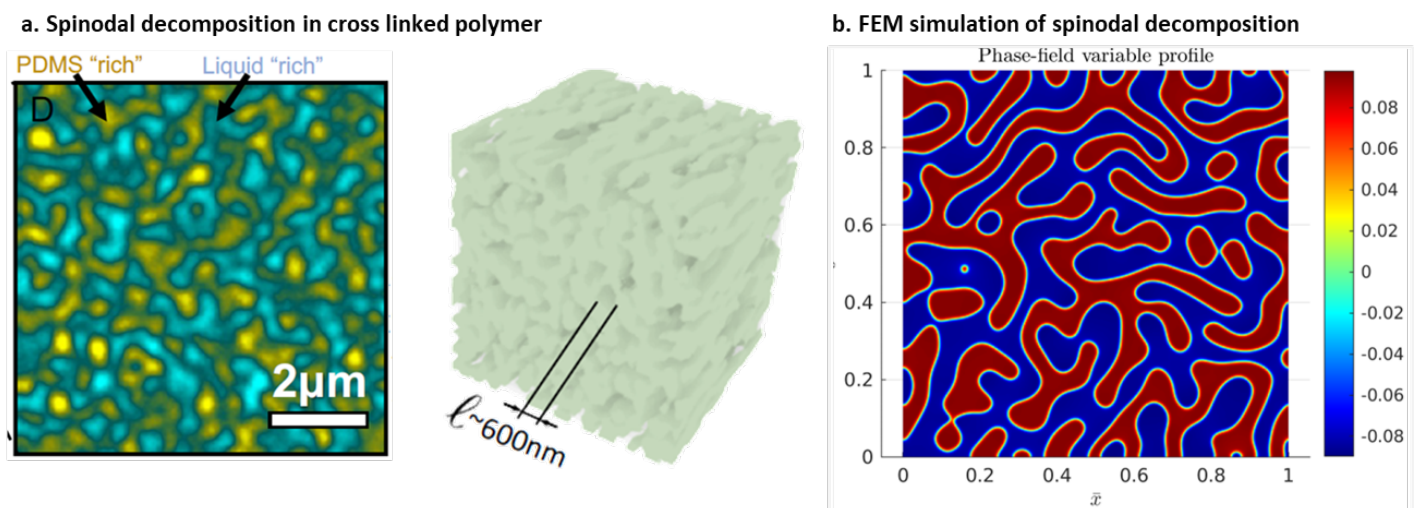 a. Spinodal decomposition in cross linked polymer
PDMS “rich”
Liquid “rich”
D
2μm
ℓ~600nm
b. FEM simulation of spinodal decomposition
Phase-field variable profile
1
0.8
0.6
0.4
0.2
0
0 0.2 0.4 0.6 0.8 1
x̄
0.08
0.06
0.04
0.02
0
-0.02
-0.04
-0.06
-0.08